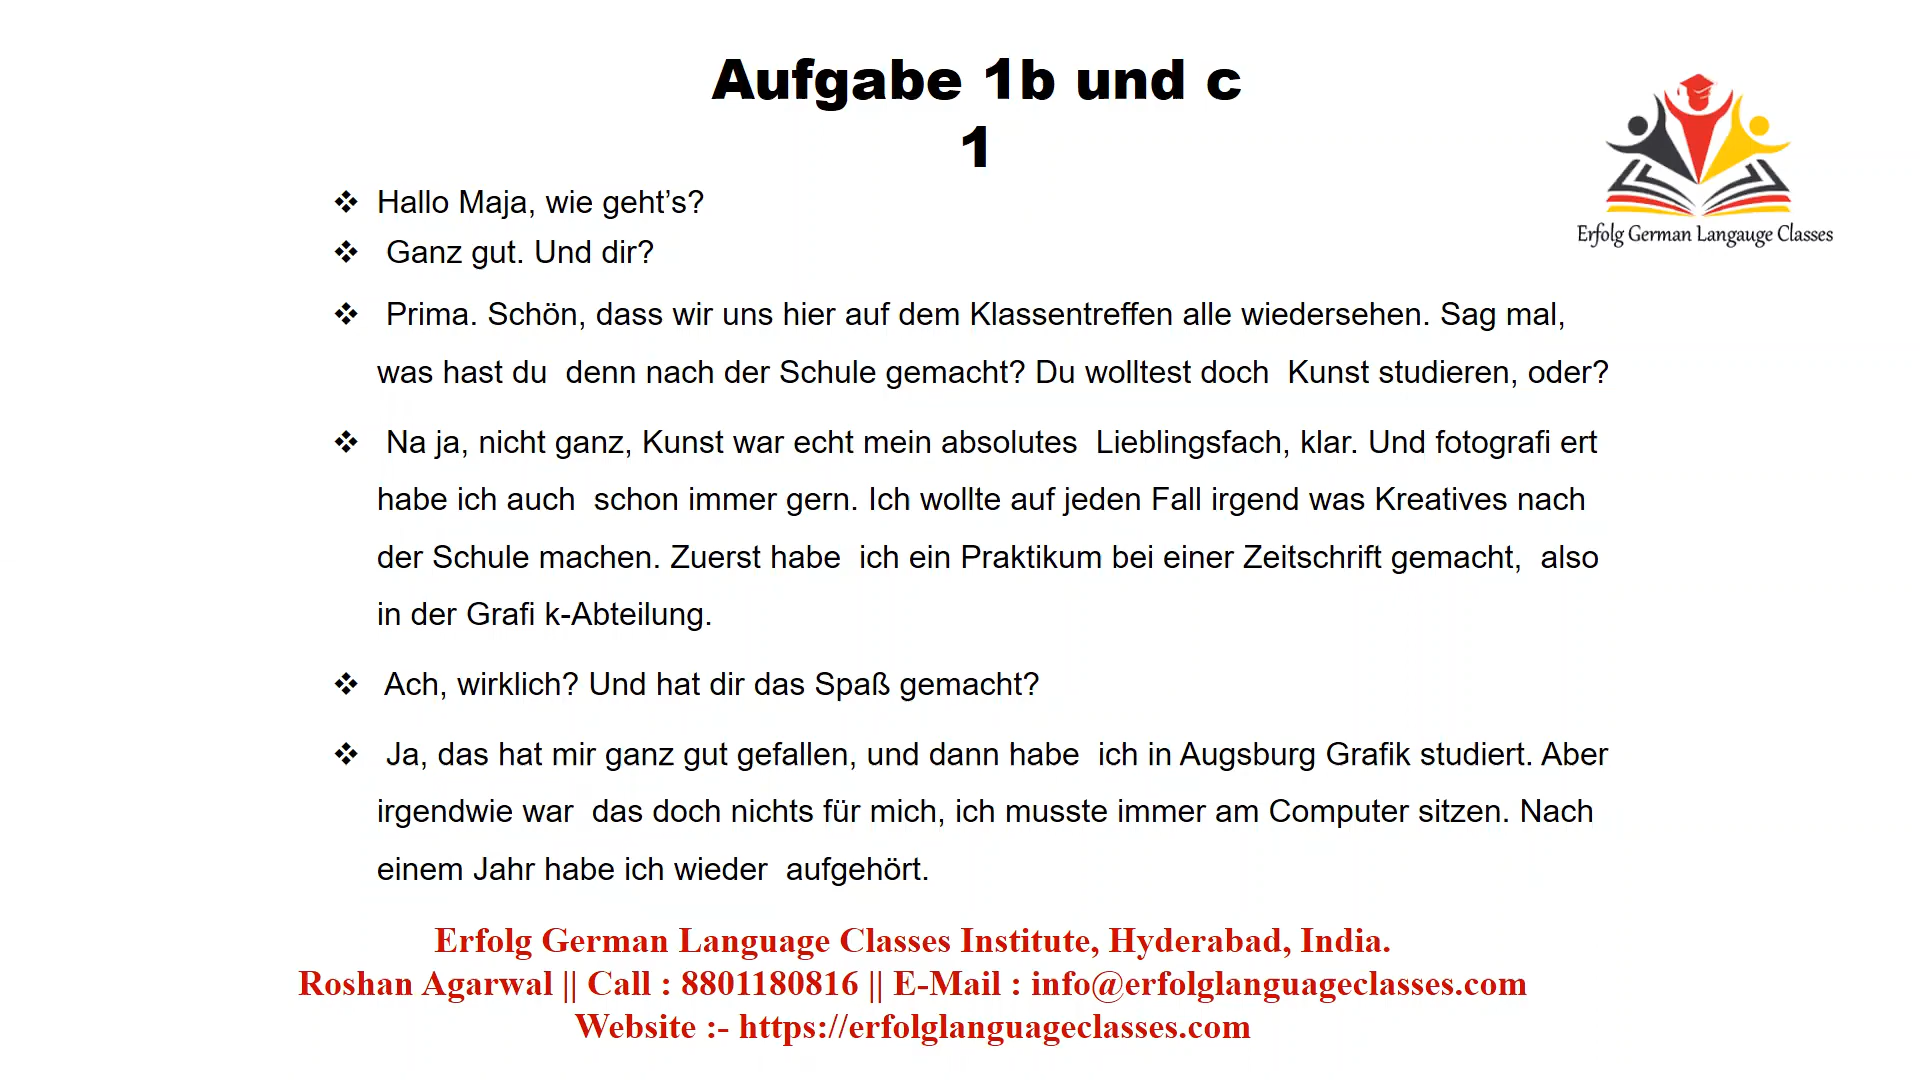 Aufgabe 1b und c
1
Erfolg German Langauge Classes
❖ Hallo Maja, wie geht’s?
❖ Ganz gut. Und dir?
❖ Prima. Schön, dass wir uns hier auf dem Klassentreffen alle wiedersehen. Sag mal,
was hast du denn nach der Schule gemacht? Du wolltest doch Kunst studieren, oder?
❖ Na ja, nicht ganz, Kunst war echt mein absolutes Lieblingsfach, klar. Und fotografi ert
habe ich auch schon immer gern. Ich wollte auf jeden Fall irgend was Kreatives nach
der Schule machen. Zuerst habe ich ein Praktikum bei einer Zeitschrift gemacht, also
in der Grafi k-Abteilung.
❖ Ach, wirklich? Und hat dir das Spaß gemacht?
❖ Ja, das hat mir ganz gut gefallen, und dann habe ich in Augsburg Grafik studiert. Aber
irgendwie war das doch nichts für mich, ich musste immer am Computer sitzen. Nach
einem Jahr habe ich wieder aufgehört.
Erfolg German Language Classes Institute, Hyderabad, India.
Roshan Agarwal || Call : 8801180816 || E-Mail : info@erfolglanguageclasses.com
Website :- https://erfolglanguageclasses.com